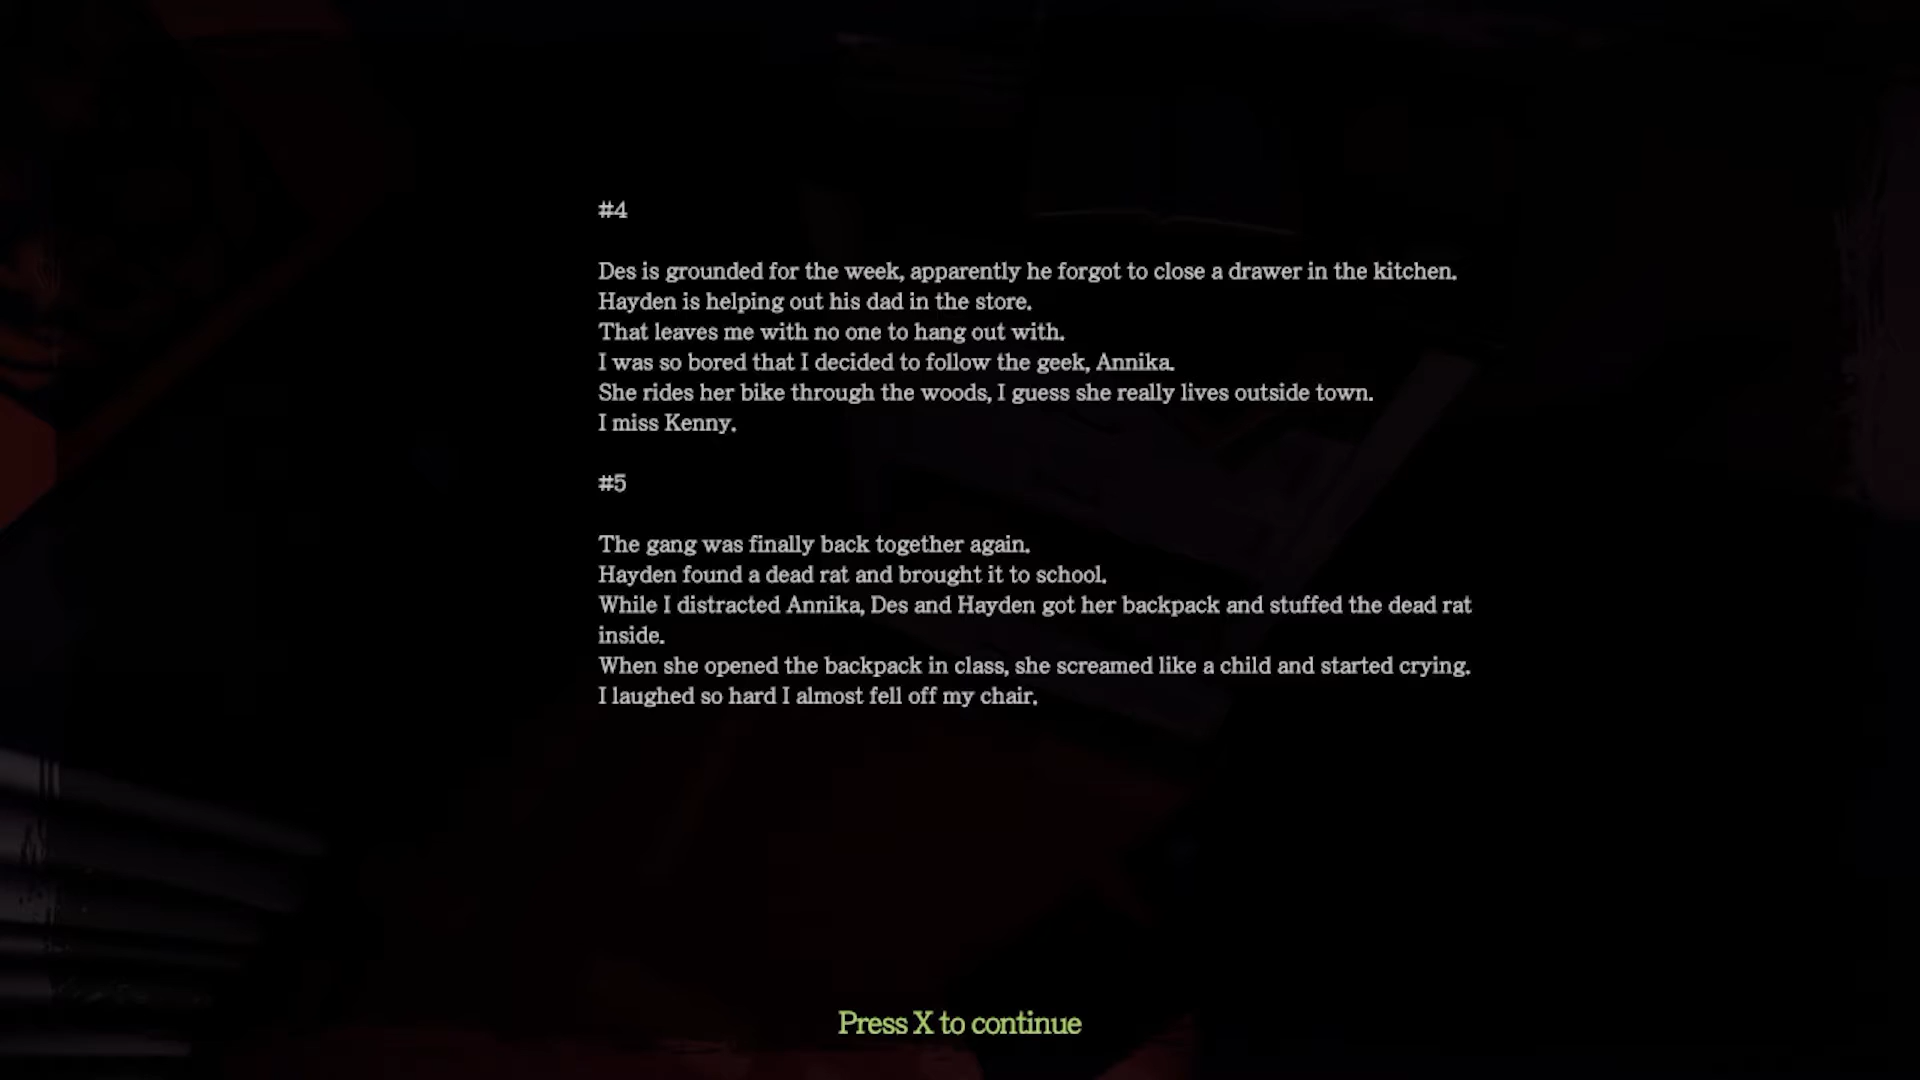 #4
Des is grounded for the week, apparently he forgot to close a drawer in the kitchen.
Hayden is helping out his dad in the store.
That leaves me with no one to hang out with.
I was so bored that I decided to follow the geek, Annika.
She rides her bike through the woods, I guess she really lives outside town.
I miss Kenny.
#5
The gang was finally back together again.
Hayden found a dead rat and brought it to school.
While I distracted Annika, Des and Hayden got her backpack and stuffed the dead rat
inside.
When she opened the backpack in class, she screamed like a child and started crying.
I laughed so hard I almost fell off my chair.
Press X to continue